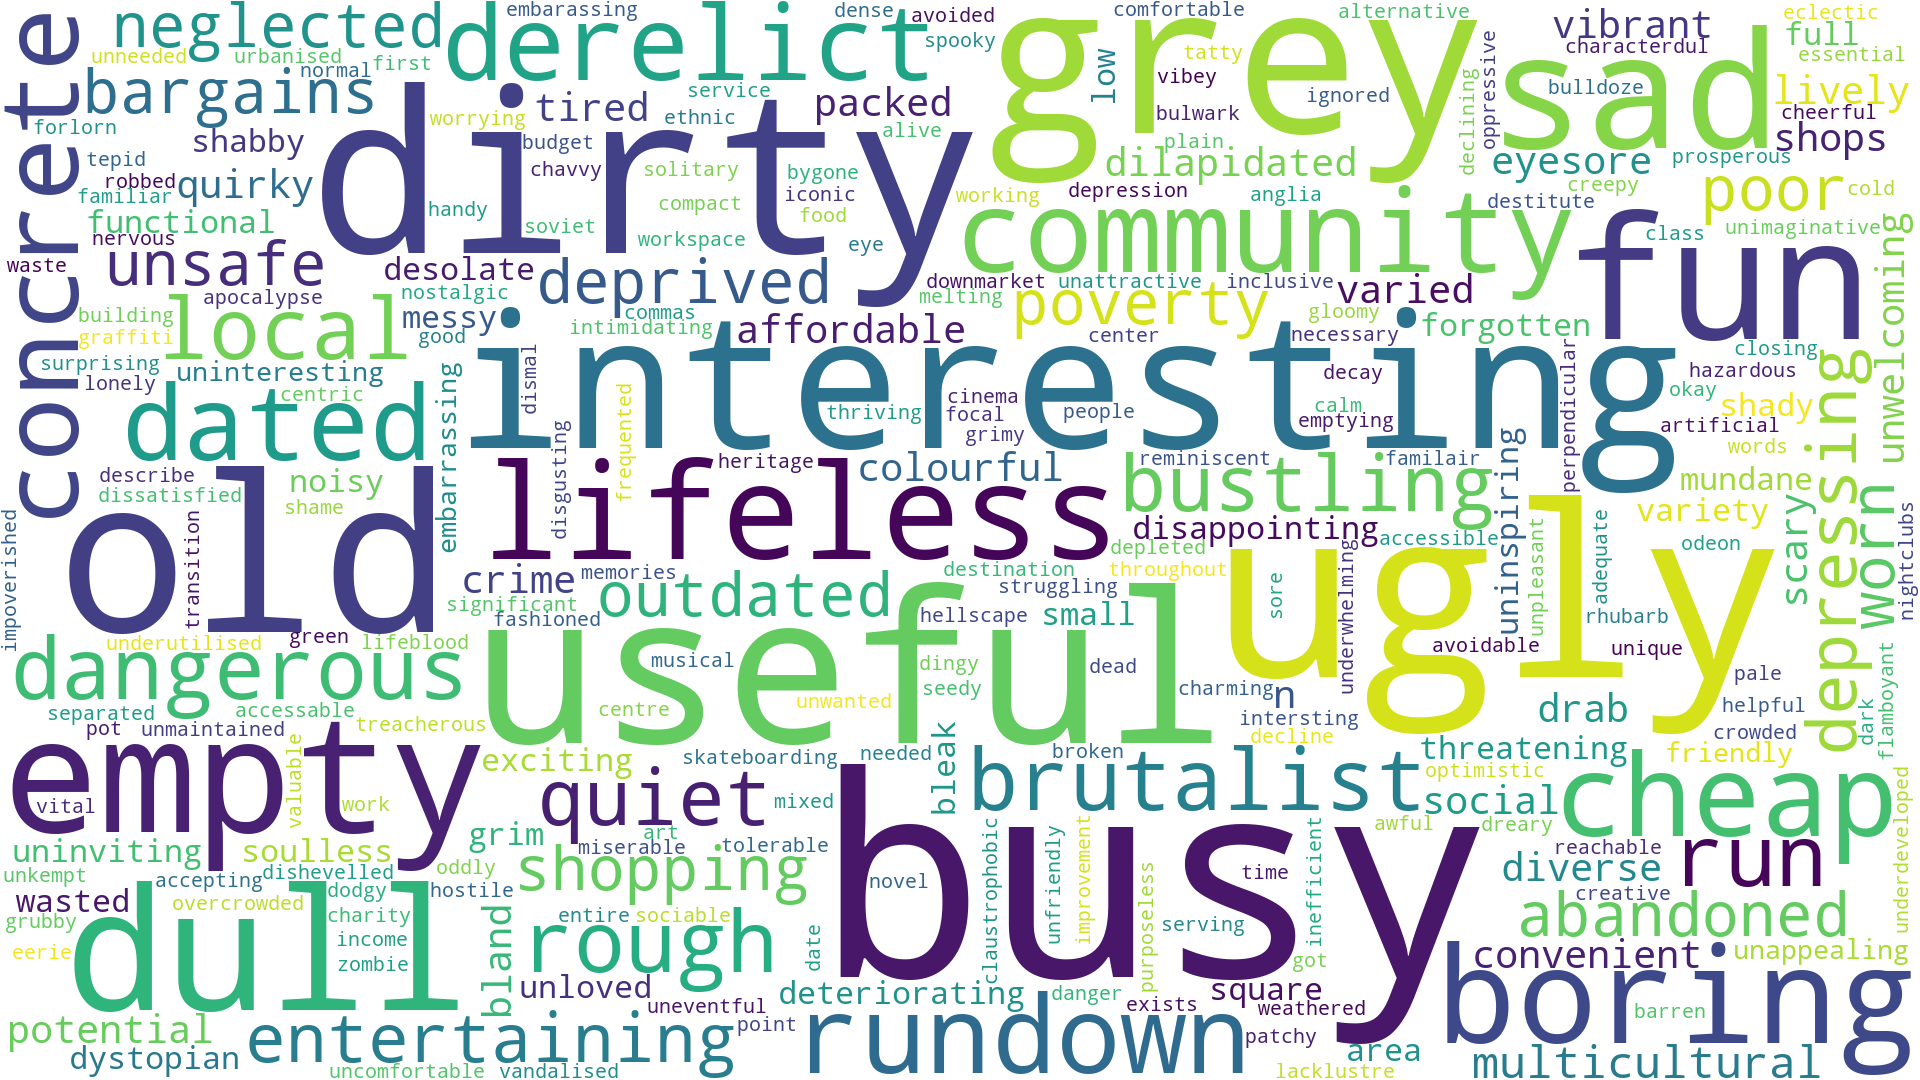 concrete
neglected
embarassing
derelict
dense
avoided
spooky
grey
comfortable
alternative
vibrant
characterdul
eclectic
full
essential
unneeded
urbanised
first
normal
bargains
service
tired
packed
low
tatty
vibey
ignored
declining
oppressive
sad
bulldoze
lively
cheerful
shops
forlorn
shabby
worrying
ethnic
alive
bulwark
plain
dirty
budget
tepid
robbed
quirky
familiar
chavvy
solitary
bygone
iconic
dilapidated
eyesore
prosperous
depression
anglia
creepy
destitute
poor
cold
working
functional
handy
compact
food
soviet
workspace
eye
community
class
unimaginative
nervous
waste
unsafe
desolate
deprived
downmarket
unattractive
inclusive
varied
fun
unwelcoming
apocalypse
nostalgic
melting
poverty
gloomy
building
local
messy
commas
intimidating
good
affordable
center
necessary
forgotten
graffiti
surprising
lonely
uninteresting
embarrassing
dismal
interesting
perpendicular
closing
hazardous
okay
depressing
dated
centric
frequented
thriving
cinema
focal
grimy
people
decay
calm
emptying
shady
artificial
words
describe
dissatisfied
noisy
shame
disgusting
heritage
colourful
reminiscent
familair
bustling
uninspiring
mundane
old
lifeless
disappointing
accessible
variety
scary
worn
impoverished
transition
depleted
unpleasant
adequate
odeon
nightclubs
crime
memories
destination
throughout
significant
fashioned
outdated
struggling
hellscape
small
sore
underwhelming
ugly
rhubarb
underutilised
green
lifeblood
useful
musical
dingy
seedy
dead
avoidable
unique
dangerous
charming
n
pale
separated
accessable
treacherous
centre
unwanted
intersting
decline
drab
helpful
crowded
dark
flamboyant
pot
unmaintained
empty
exciting
skateboarding
needed
bleak
broken
brutalist
threatening
friendly
vital
valuable
work
quiet
mixed
optimistic
social
cheap
underdeveloped
uninviting
soulless
grim
art
miserable
tolerable
busy
claustrophobic
awful
dreary
reachable
unkempt
dishevelled
oddly
shopping
novel
unfriendly
improvement
time
inefficient
diverse
creative
run
wasted
accepting
dodgy
hostile
grubby
overcrowded
charity
entire
sociable
purposeless
serving
abandoned
dull
income
bland
rough
date
got
convenient
unappealing
eerie
zombie
unloved
uneventful
deteriorating
danger
exists
square
weathered
boring
barren
potential
entertaining
point
rundown
patchy
dystopian
uncomfortable
vandalised
area
lacklustre
multicultural